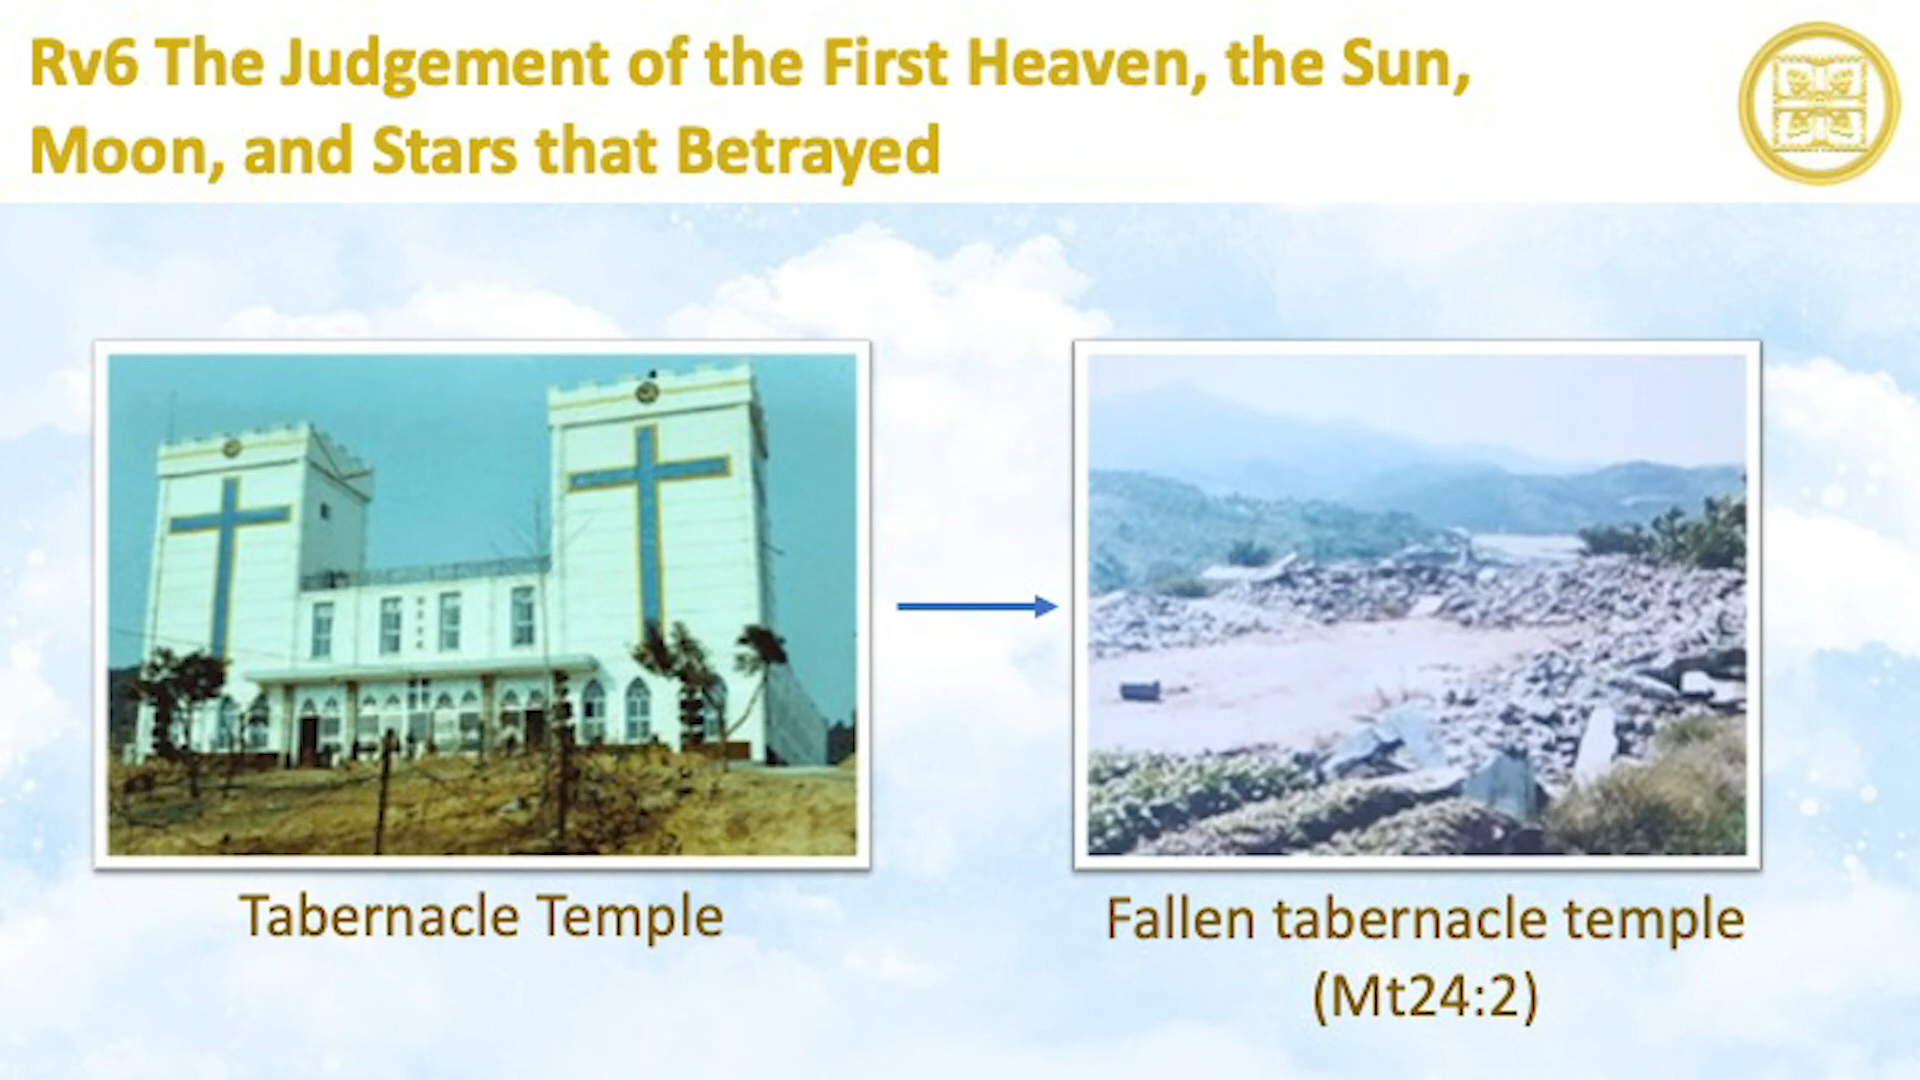 Rv6 The Judgement of the First Heaven, the Sun,
Moon, and Stars that Betrayed
Tabernacle Temple
Fallen tabernacle temple
(Mt24:2)